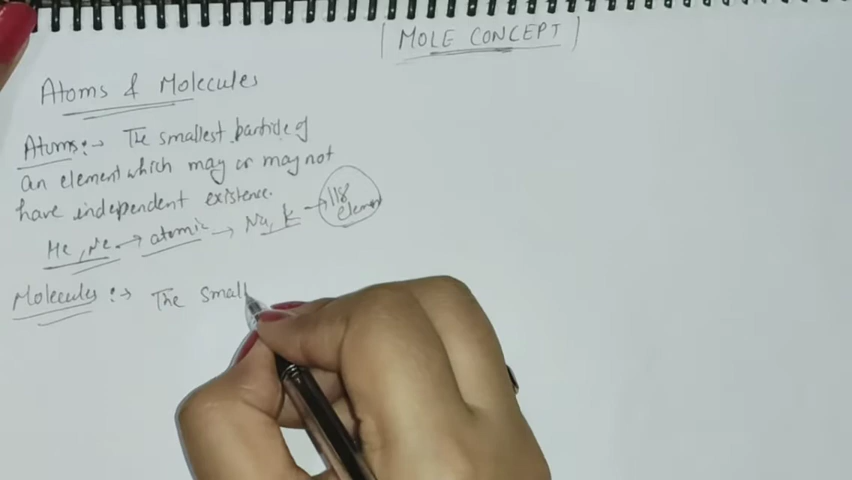 MOLE CONCEPT
Atoms & Molecules
Atoms :→ The smallest particle of
an element which may or may not
have independent existence.
He, Ne → atomic → Na, K → 118 element
Molecules :→ The Small